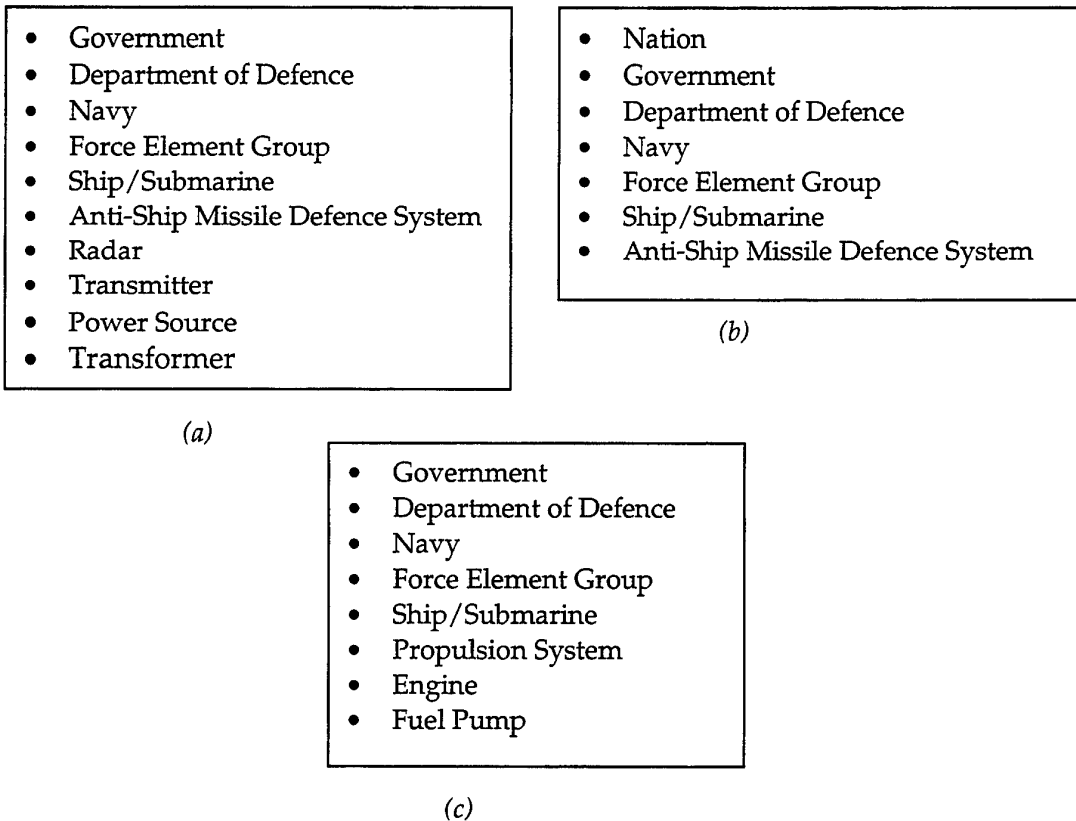 • Government
• Department of Defence
• Navy
• Force Element Group
• Ship/Submarine
• Anti-Ship Missile Defence System
• Radar
• Transmitter
• Power Source
• Transformer
(a)
• Nation
• Government
• Department of Defence
• Navy
• Force Element Group
• Ship/Submarine
• Anti-Ship Missile Defence System
(b)
• Government
• Department of Defence
• Navy
• Force Element Group
• Ship/Submarine
• Propulsion System
• Engine
• Fuel Pump
(c)